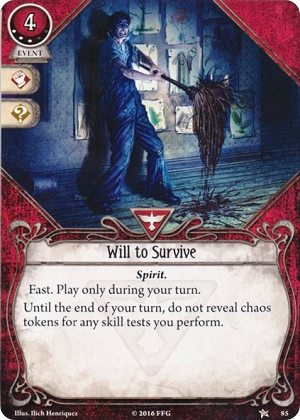 4
EVENT
Will to Survive
Spirit.
Fast. Play only during your turn.
Until the end of your turn, do not reveal chaos
tokens for any skill tests you perform.
Illus. Ilich Henriquez
© 2016 FFG
85